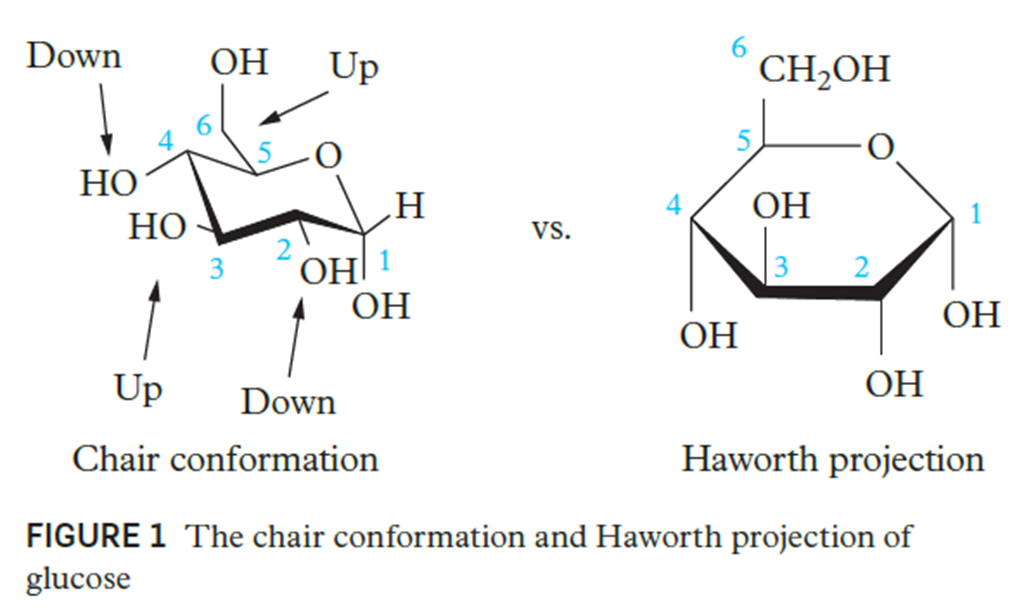 Down
OH
Up
6
4
5
O
HO
H
HO
2
3
OH
1
OH
Up
Down
Chair conformation
vs.
6
CH₂OH
5
O
4
OH
1
3
2
OH
OH
OH
Haworth projection
FIGURE 1 The chair conformation and Haworth projection of
glucose